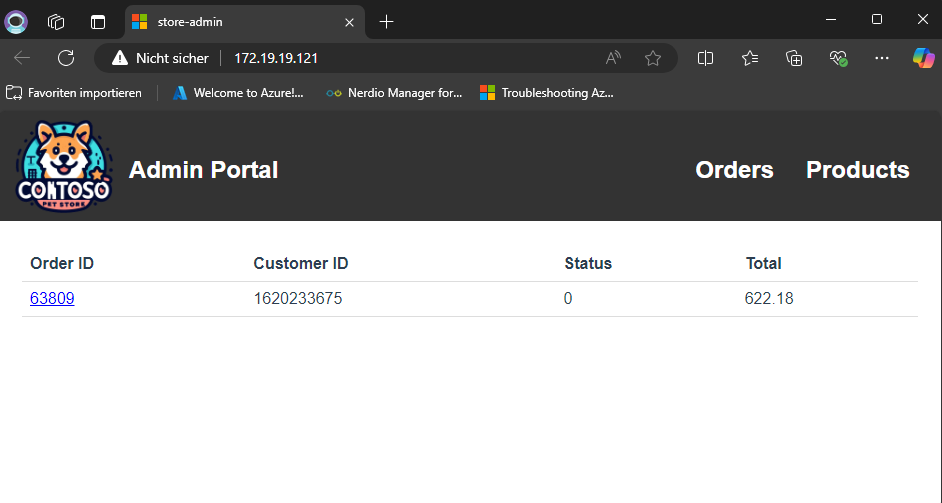 store-admin
Nicht sicher 172.19.19.121
Favoriten importieren Welcome to Azure!... Nerdio Manager for... Troubleshooting Az...
CONTOSO
PET STORE
Admin Portal Orders Products
Order ID Customer ID Status Total
63809 1620233675 0 622.18